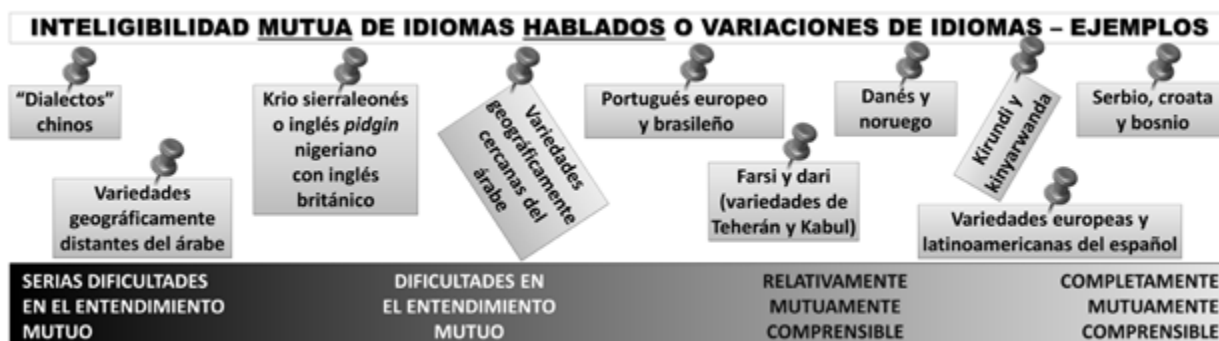 INTELIGIBILIDAD MUTUA DE IDIOMAS HABLADOS O VARIACIONES DE IDIOMAS – EJEMPLOS
“Dialectos”
chinos
Variedades
geográficamente
distantes del árabe
Krio sierraleonés
o inglés pidgin
nigeriano
con inglés
británico
Variedades
geográficamente
cercanas del
árabe
Portugués europeo
y brasileño
Farsi y dari
(variedades de
Teherán y Kabul)
Danés y
noruego
Kirundi y
kinyarwanda
Serbio, croata
y bosnio
Variedades europeas y
latinoamericanas del español
SERIAS DIFICULTADES
EN EL ENTENDIMIENTO
MUTUO
DIFICULTADES EN
EL ENTENDIMIENTO
MUTUO
RELATIVAMENTE
MUTUAMENTE
COMPRENSIBLE
COMPLETAMENTE
MUTUAMENTE
COMPRENSIBLE